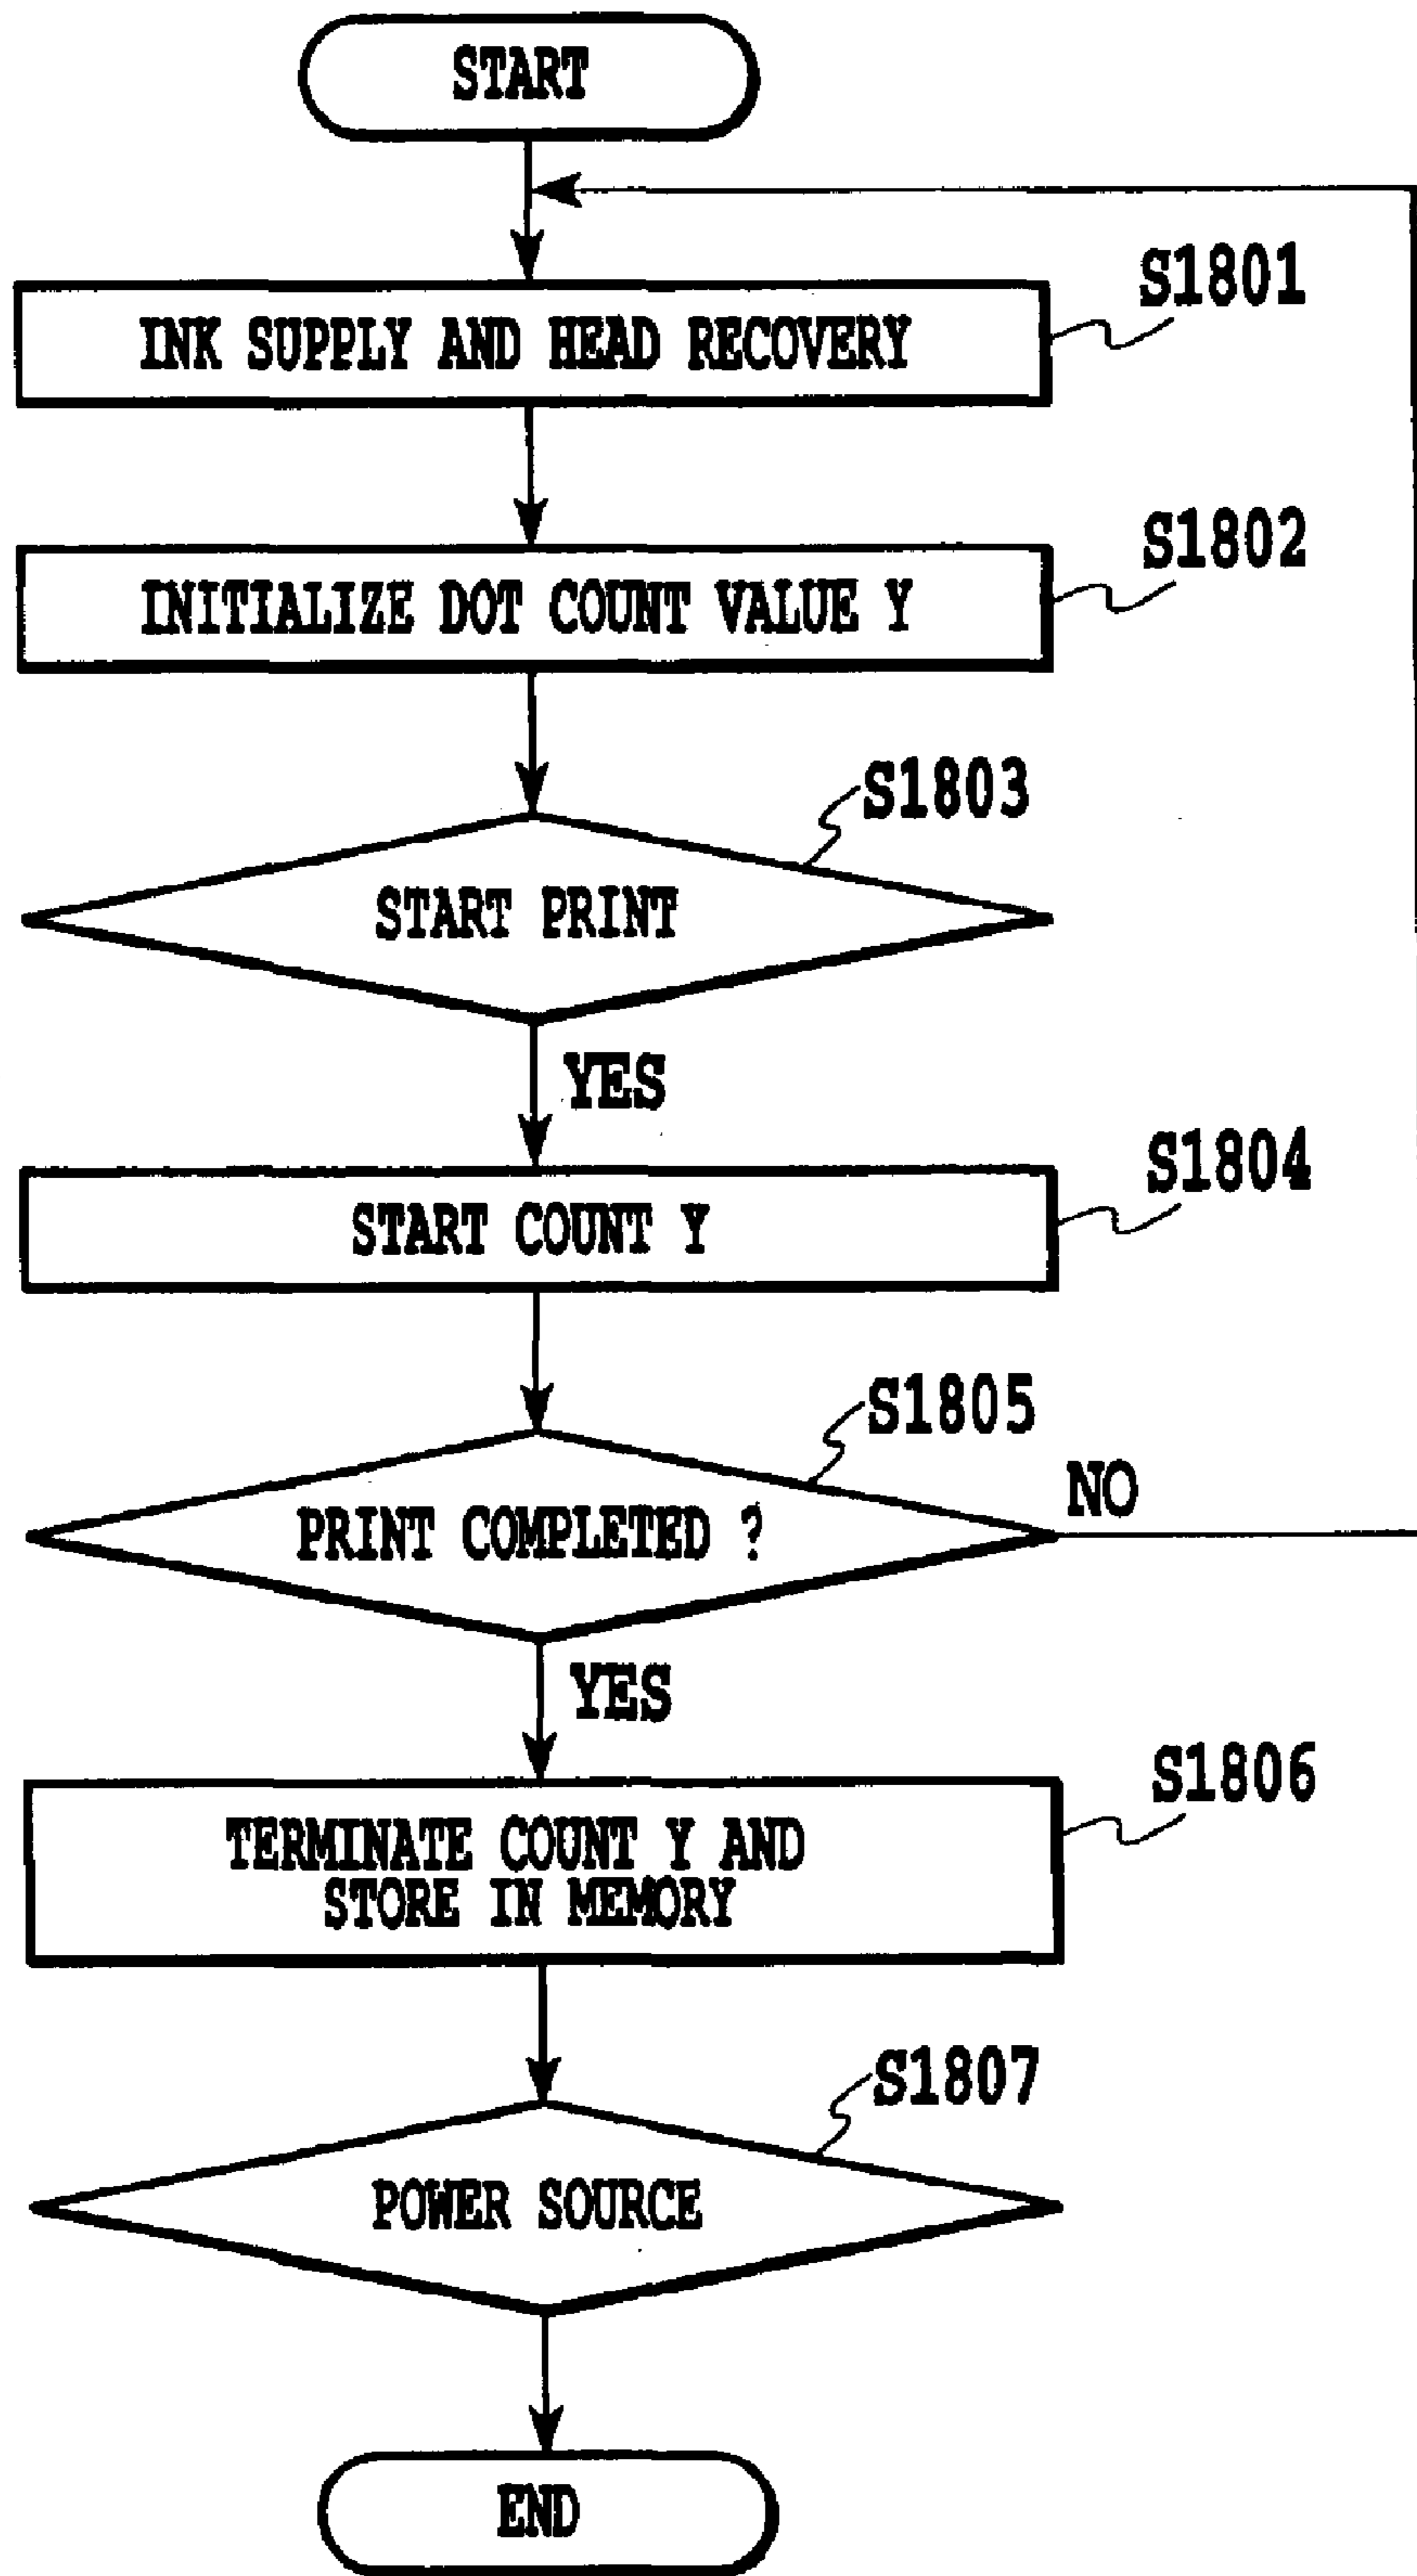 START
S1801
INK SUPPLY AND HEAD RECOVERY
S1802
INITIALIZE DOT COUNT VALUE Y
S1803
START PRINT
YES
S1804
START COUNT Y
S1805
PRINT COMPLETED ?
NO
YES
S1806
TERMINATE COUNT Y AND
STORE IN MEMORY
S1807
POWER SOURCE
END